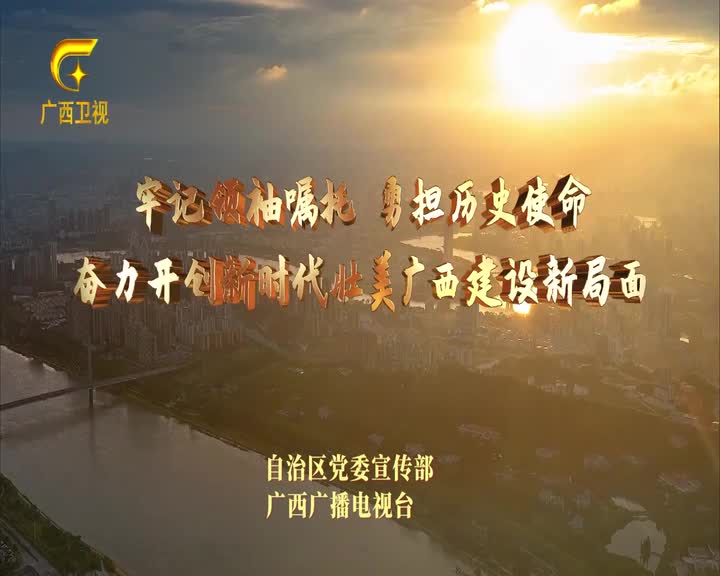 广西卫视
牢记领袖嘱托 勇担历史使命
奋力开创新时代壮美广西建设新局面
自治区党委宣传部
广西广播电视台